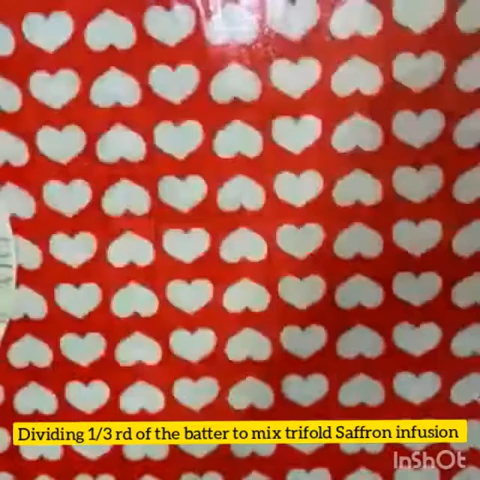 Dividing 1/3 rd of the batter to mix trifold Saffron infusion
InShOt